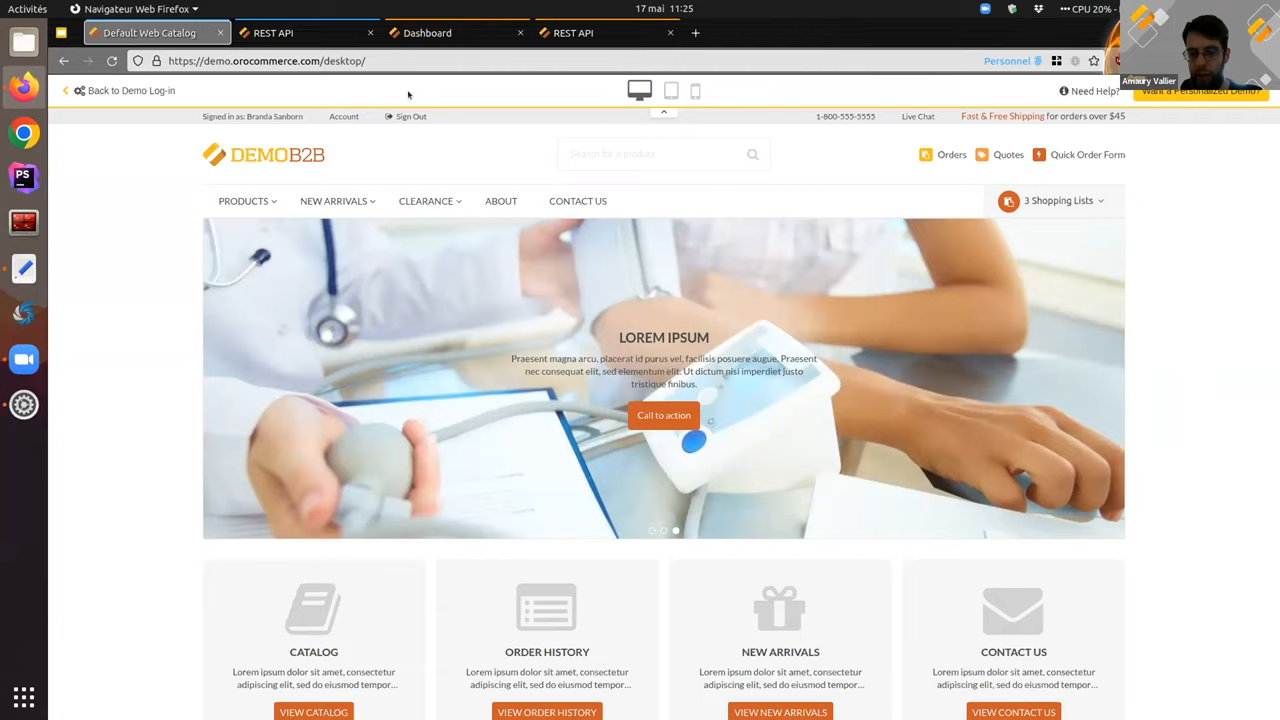 Activités
Navigateur Web Firefox
17 mai 11:25
CPU 20%
Default Web Catalog
REST API
Dashboard
REST API
https://demo.orocommerce.com/desktop/
Personnel
Amaury Vallier
Back to Demo Log-in
Need Help?
Want a Personalized Demo?
Signed in as: Branda Sanborn
Account
Sign Out
1-800-555-5555
Live Chat
Fast & Free Shipping for orders over $45
DEMOB2B
Search for a product
Orders
Quotes
Quick Order Form
PRODUCTS
NEW ARRIVALS
CLEARANCE
ABOUT
CONTACT US
3 Shopping Lists
LOREM IPSUM
Praesent magna arcu, placerat id purus vel, facilisis posuere augue. Praesent
nec consequat elit, sed elementum elit. Ut dictum nisi imperdiet justo
tristique finibus.
Call to action
CATALOG
Lorem ipsum dolor sit amet, consectetur
adipiscing elit, sed do eiusmod tempor...
VIEW CATALOG
ORDER HISTORY
Lorem ipsum dolor sit amet, consectetur
adipiscing elit, sed do eiusmod tempor...
VIEW ORDER HISTORY
NEW ARRIVALS
Lorem ipsum dolor sit amet, consectetur
adipiscing elit, sed do eiusmod tempor...
VIEW NEW ARRIVALS
CONTACT US
Lorem ipsum dolor sit amet, consectetur
adipiscing elit, sed do eiusmod tempor...
VIEW CONTACT US
PS